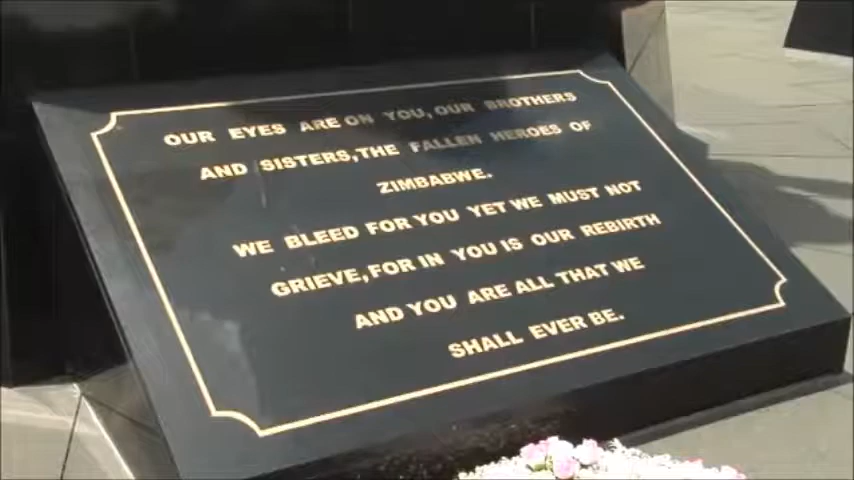 OUR EYES ARE ON YOU, OUR BROTHERS
AND SISTERS, THE FALLEN HEROES OF
ZIMBABWE.
WE BLEED FOR YOU YET WE MUST NOT
GRIEVE, FOR IN YOU IS OUR REBIRTH
AND YOU ARE ALL THAT WE
SHALL EVER BE.